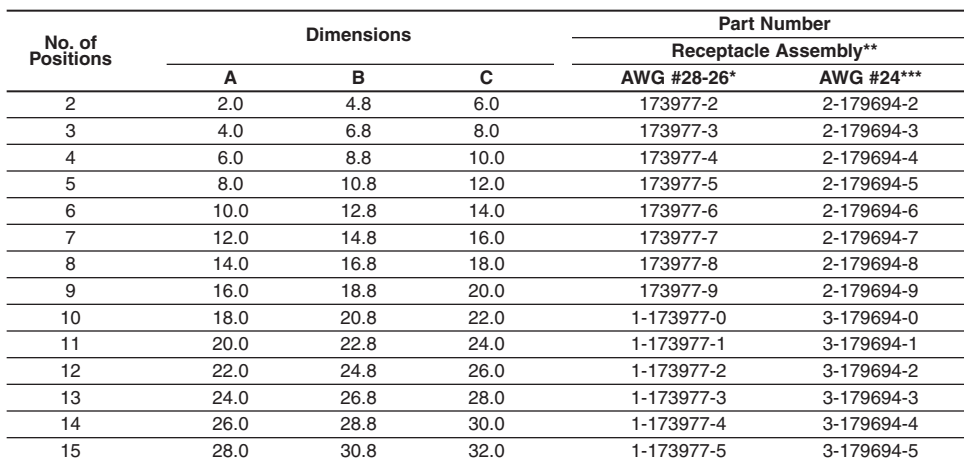 No. of Positions Dimensions Part Number
Receptacle Assembly**
A B C AWG #28-26* AWG #24***
2 2.0 4.8 6.0 173977-2 2-179694-2
3 4.0 6.8 8.0 173977-3 2-179694-3
4 6.0 8.8 10.0 173977-4 2-179694-4
5 8.0 10.8 12.0 173977-5 2-179694-5
6 10.0 12.8 14.0 173977-6 2-179694-6
7 12.0 14.8 16.0 173977-7 2-179694-7
8 14.0 16.8 18.0 173977-8 2-179694-8
9 16.0 18.8 20.0 173977-9 2-179694-9
10 18.0 20.8 22.0 1-173977-0 3-179694-0
11 20.0 22.8 24.0 1-173977-1 3-179694-1
12 22.0 24.8 26.0 1-173977-2 3-179694-2
13 24.0 26.8 28.0 1-173977-3 3-179694-3
14 26.0 28.8 30.0 1-173977-4 3-179694-4
15 28.0 30.8 32.0 1-173977-5 3-179694-5